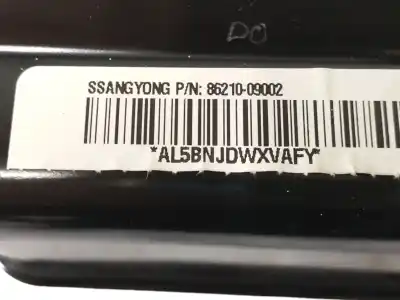 DO
SSANGYONG P/N: 86210-09002
*AL5BNJDWXVAFY*